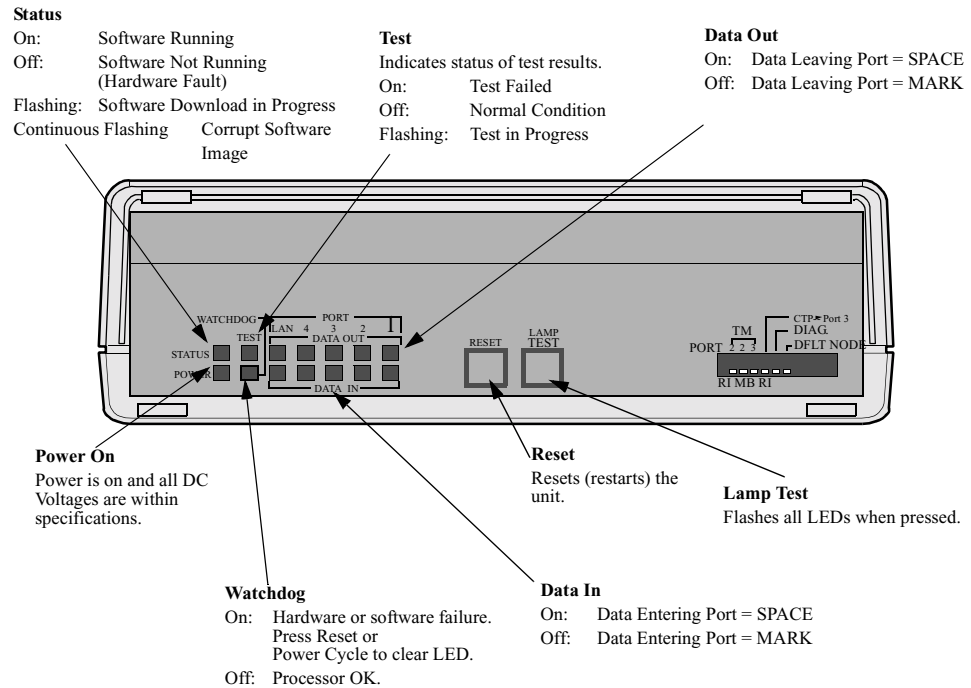 Status
On: Software Running
Off: Software Not Running
(Hardware Fault)
Flashing: Software Download in Progress
Continuous Flashing Corrupt Software
Image
Test
Indicates status of test results.
On: Test Failed
Off: Normal Condition
Flashing: Test in Progress
Data Out
On: Data Leaving Port = SPACE
Off: Data Leaving Port = MARK
WATCHDOG
PORT
LAN 4 3 2 1
TEST
DATA OUT
STATUS
POWER
DATA IN
RESET
LAMP
TEST
CTP Port 3
TM
DIAG.
PORT 2 2 3
DFLT NODE
RI MB RI
Power On
Power is on and all DC
Voltages are within
specifications.
Reset
Resets (restarts) the
unit.
Lamp Test
Flashes all LEDs when pressed.
Watchdog
On: Hardware or software failure.
Press Reset or
Power Cycle to clear LED.
Off: Processor OK.
Data In
On: Data Entering Port = SPACE
Off: Data Entering Port = MARK